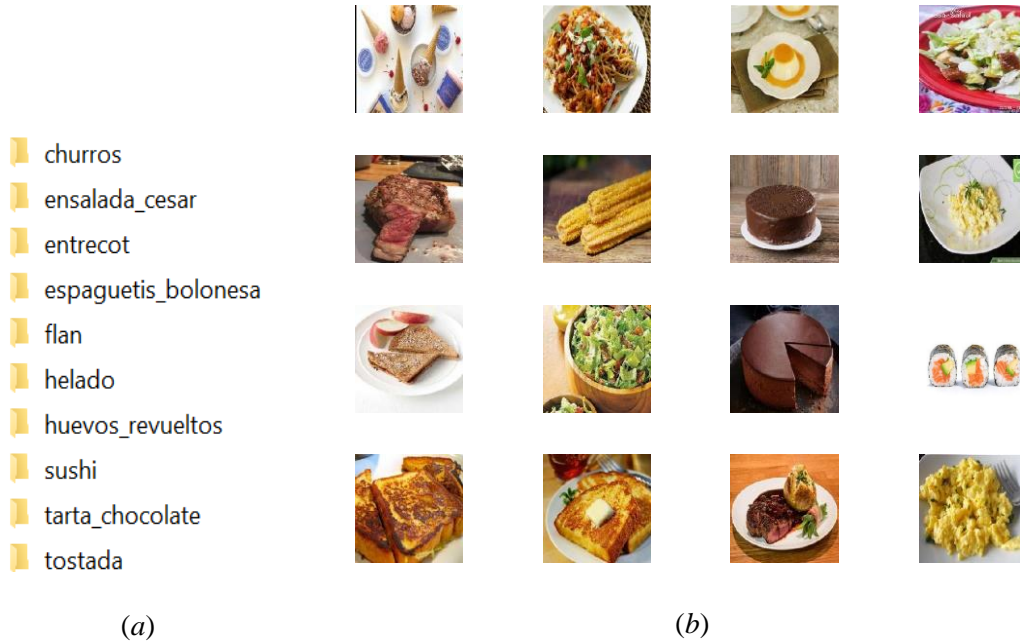 churros
ensalada_cesar
entrecot
espaguetis_bolonesa
flan
helado
huevos_revueltos
sushi
tarta_chocolate
tostada
(a)
(b)